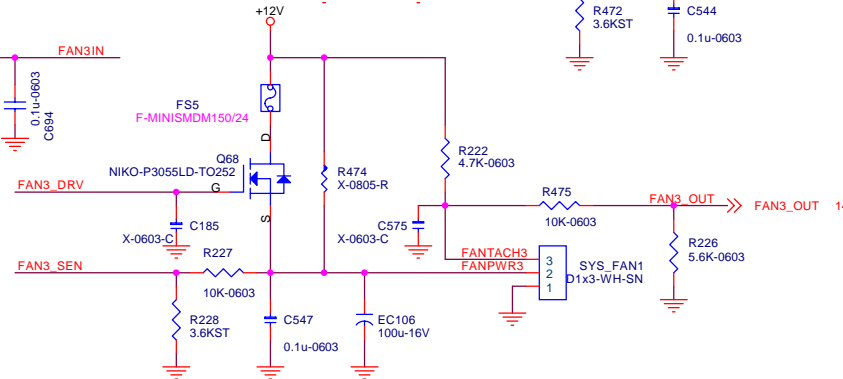 +12V
R472
3.6KST
C544
0.1u-0603
FAN3IN
0.1u-0603
C694
FS5
F-MINISMDM150/24
D
Q68
NIKO-P3055LD-TO252
G
S
R474
X-0805-R
R222
4.7K-0603
FAN3_DRV
C185
X-0603-C
R475
10K-0603
FAN3_OUT
FAN3_OUT
14
C575
X-0603-C
R226
5.6K-0603
FAN3_SEN
R227
10K-0603
FANTACH3
FANPWR3
3
2
1
SYS_FAN1
D1x3-WH-SN
R228
3.6KST
C547
0.1u-0603
EC106
100u-16V